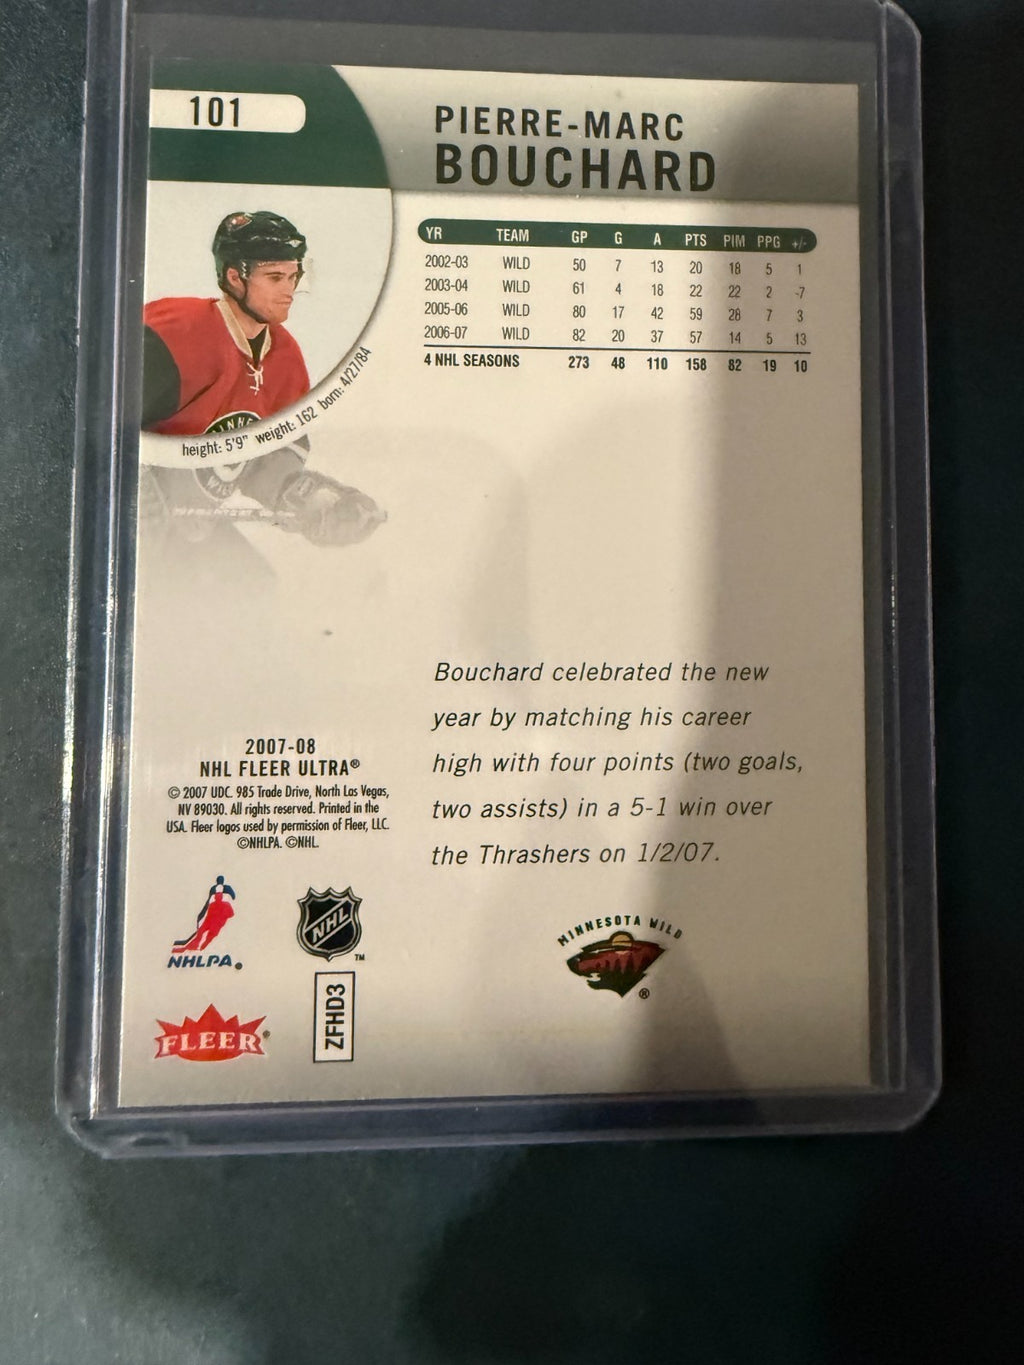 101
PIERRE-MARC
BOUCHARD
YR TEAM GP G A PTS PIM PPG +/-
2002-03 WILD 50 7 13 20 18 5 1
2003-04 WILD 61 4 18 22 22 2 -7
2005-06 WILD 80 17 42 59 28 7 3
2006-07 WILD 82 20 37 57 14 5 13
4 NHL SEASONS 273 48 110 158 82 19 10
height: 5'9" weight: 162 born: 4/27/84
Bouchard celebrated the new
year by matching his career
high with four points (two goals,
two assists) in a 5-1 win over
the Thrashers on 1/2/07.
2007-08
NHL FLEER ULTRA®
© 2007 UDC. 985 Trade Drive, North Las Vegas,
NV 89030. All rights reserved. Printed in the
USA. Fleer logos used by permission of Fleer, LLC.
©NHLPA. ©NHL.
NHLPA.
NHL ™
MINNESOTA WILD ®
FLEER ®
ZFHD3